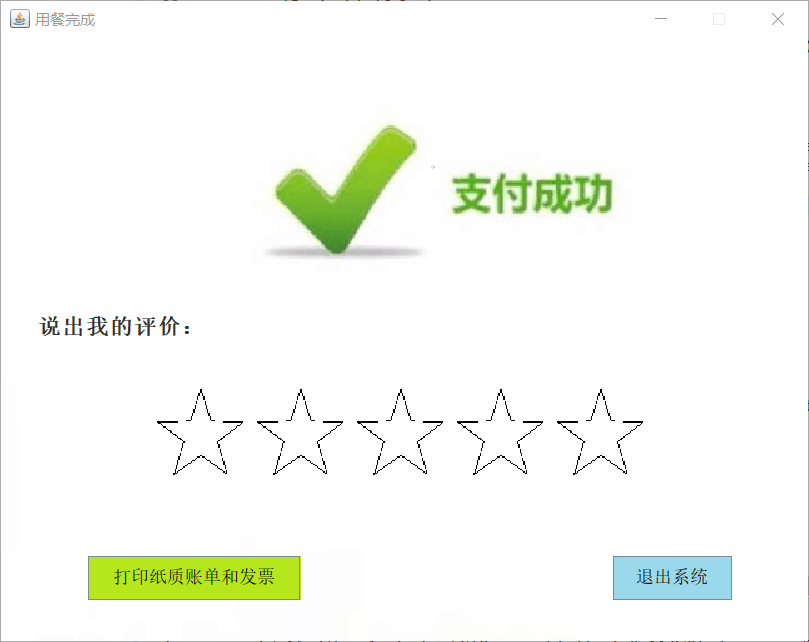 用餐完成
支付成功
说出我的评价：
打印纸质账单和发票
退出系统